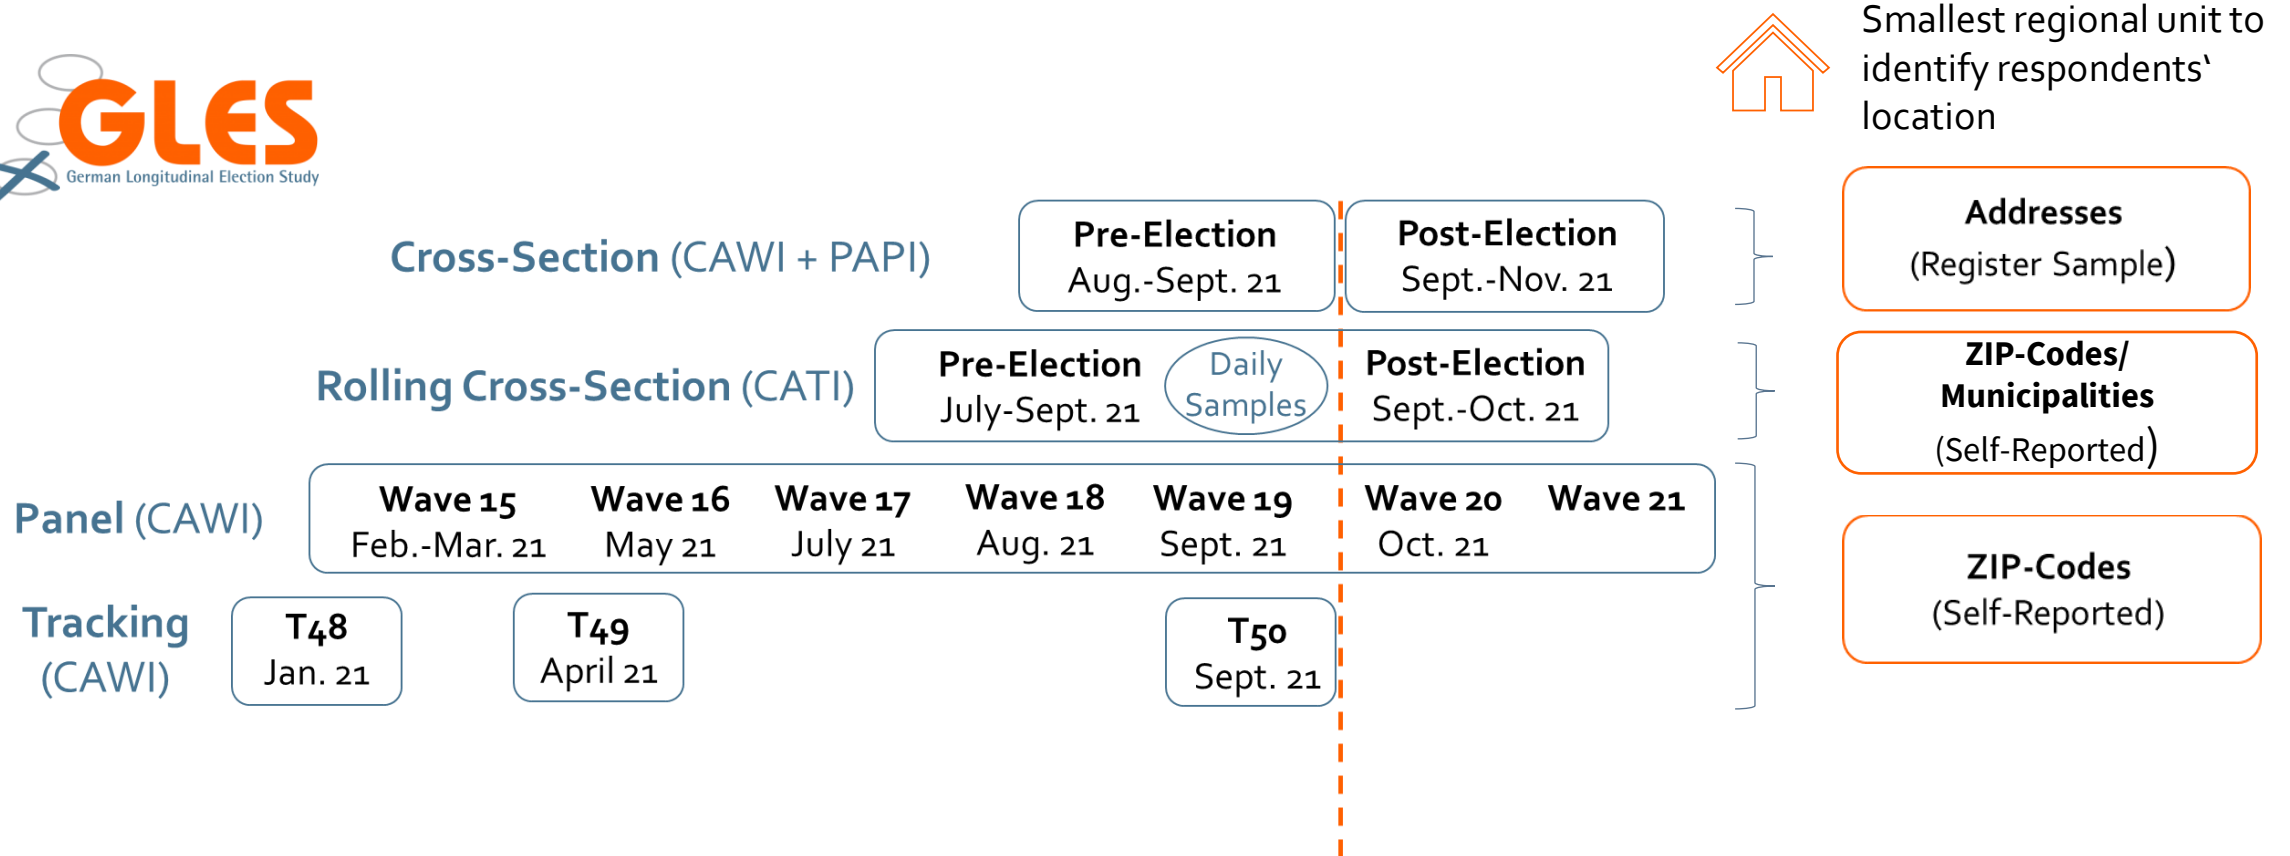 Smallest regional unit to
identify respondents‘
location
GLES
German Longitudinal Election Study
Cross-Section (CAWI + PAPI)
Pre-Election
Aug.-Sept. 21
Post-Election
Sept.-Nov. 21
Addresses
(Register Sample)
Rolling Cross-Section (CATI)
Pre-Election
July-Sept. 21
Daily
Samples
Post-Election
Sept.-Oct. 21
ZIP-Codes/
Municipalities
(Self-Reported)
Panel (CAWI)
Wave 15
Feb.-Mar. 21
Wave 16
May 21
Wave 17
July 21
Wave 18
Aug. 21
Wave 19
Sept. 21
Wave 20
Oct. 21
Wave 21
ZIP-Codes
(Self-Reported)
Tracking
(CAWI)
T48
Jan. 21
T49
April 21
T50
Sept. 21